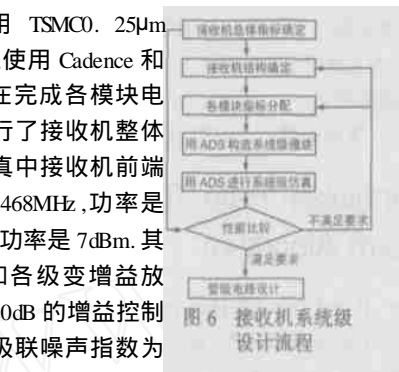 用 TSMC0. 25μm
使用 Cadence 和
在完成各模块电
行了接收机整体
真中接收机前端
468MHz ,功率是
功率是 7dBm. 其
和各级变增益放
0dB 的增益控制
级联噪声指数为
接收机总体指标确定
接收机结构确定
各模块指标分配
用 ADS 构造系统级模块
用 ADS 进行系统级仿真
性能比较
不满足要求
满足要求
管级电路设计
图 6 接收机系统级
设计流程